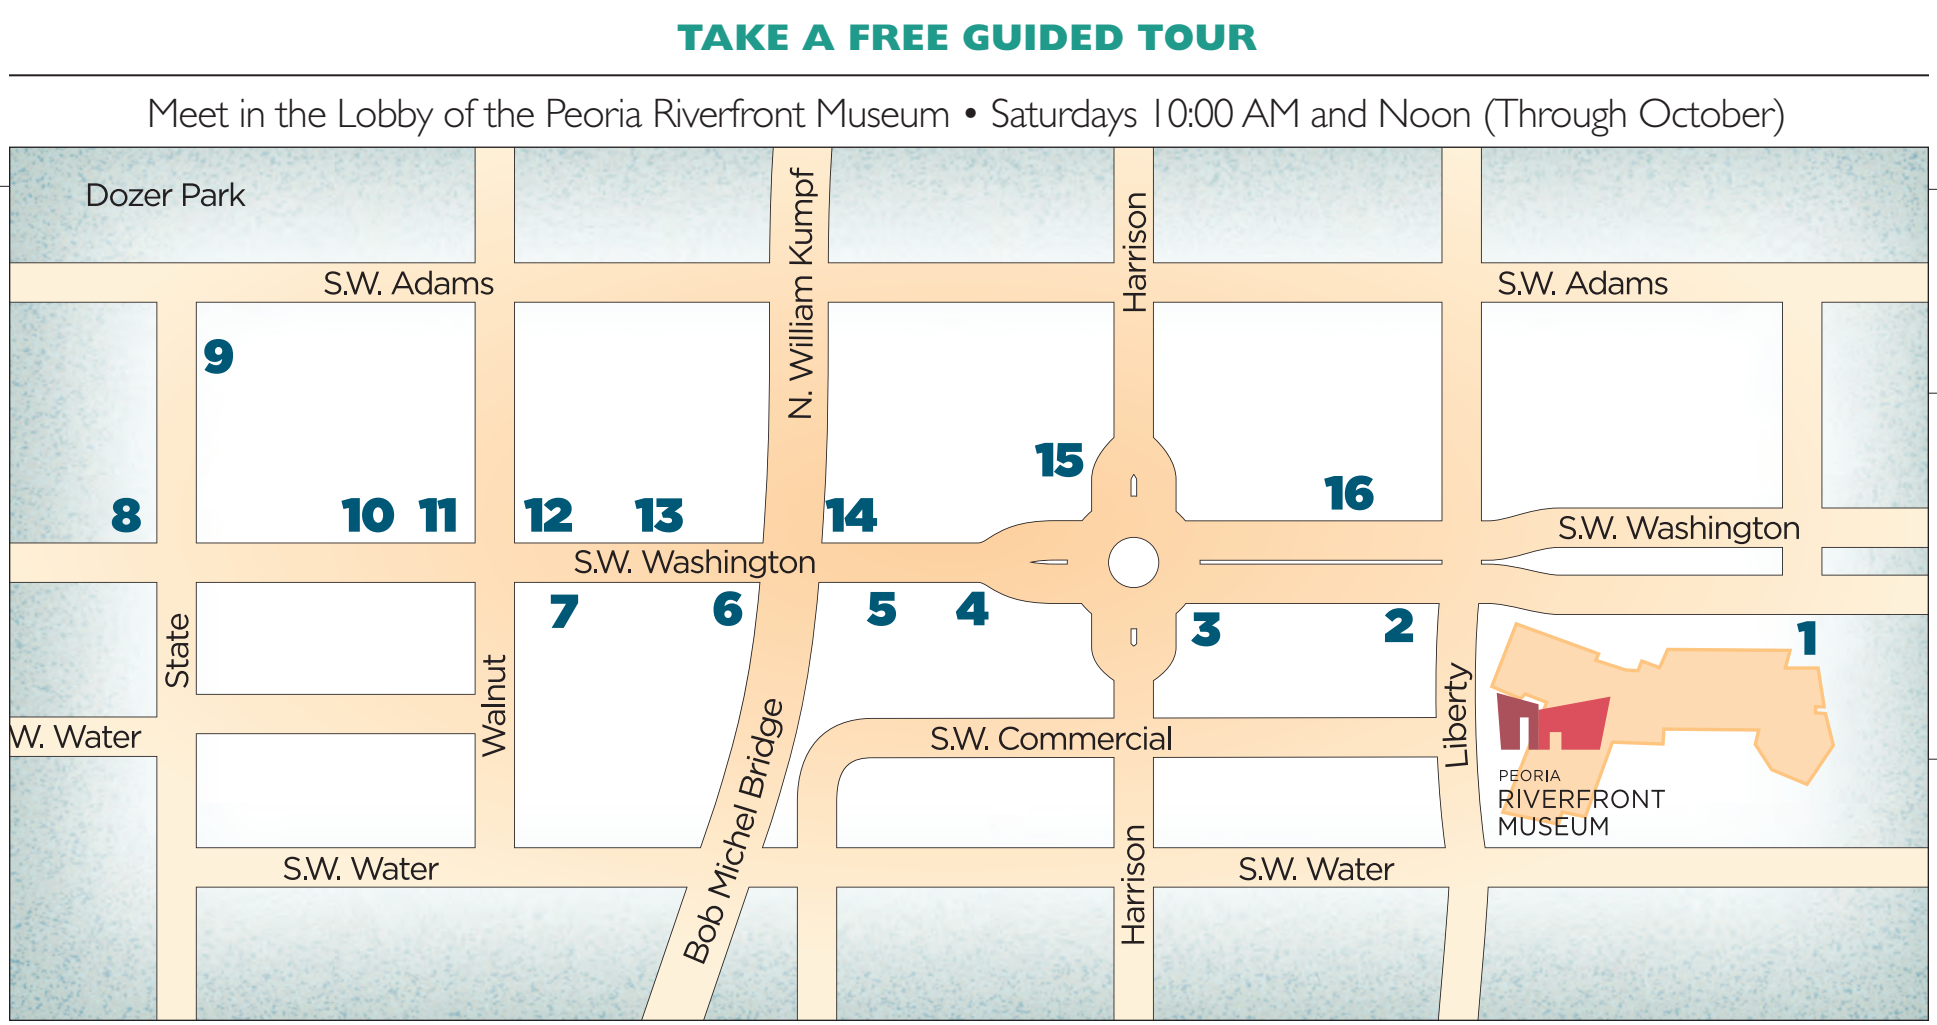 TAKE A FREE GUIDED TOUR
Meet in the Lobby of the Peoria Riverfront Museum • Saturdays 10:00 AM and Noon (Through October)
Dozer Park
N. William Kumpf
Harrison
S.W. Adams
S.W. Adams
9
15
16
8
10
11
12
13
14
S.W. Washington
S.W. Washington
7
6
5
4
3
2
1
State
Walnut
Liberty
W. Water
Bob Michel Bridge
S.W. Commercial
PEORIA
RIVERFRONT
MUSEUM
S.W. Water
Harrison
S.W. Water